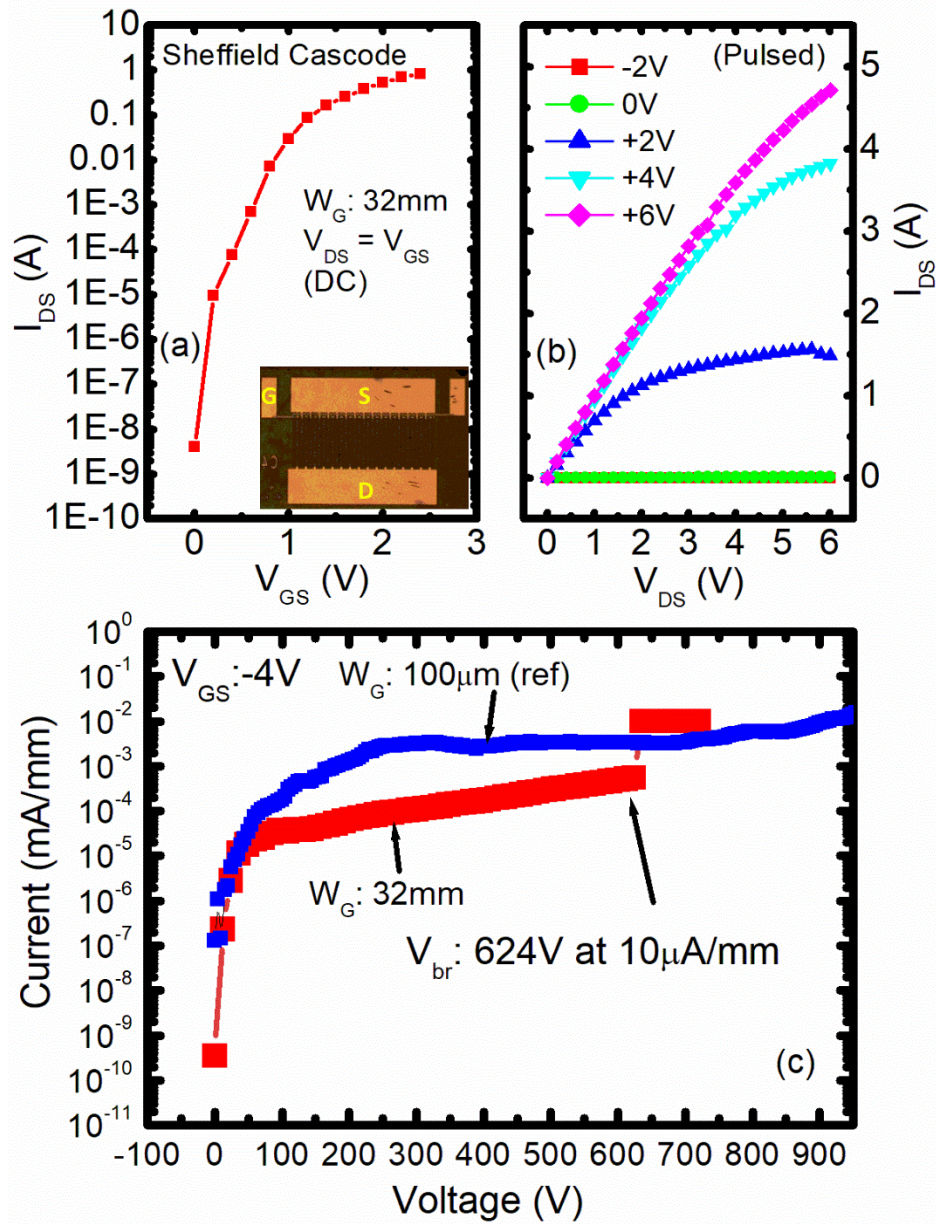 Sheffield Cascode
1
0.1
0.01
1E-3
1E-4
1E-5
1E-6
1E-7
1E-8
1E-9
1E-10
I_DS (A)
W_G: 32mm
V_DS = V_GS
(DC)
(a)
G
S
D
0
1
2
3
V_GS (V)
(Pulsed)
-2V
0V
+2V
+4V
+6V
(b)
5
4
3
2
1
0
I_DS (A)
0 1 2 3 4 5 6
V_DS (V)
10^0
10^-1
10^-2
10^-3
10^-4
10^-5
10^-6
10^-7
10^-8
10^-9
10^-10
10^-11
Current (mA/mm)
V_GS:-4V
W_G: 100μm (ref)
W_G: 32mm
V_br: 624V at 10μA/mm
(c)
-100 0 100 200 300 400 500 600 700 800 900
Voltage (V)